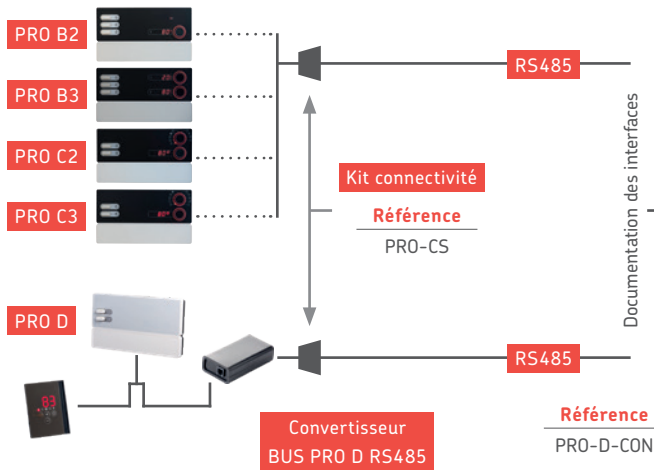 PRO B2
PRO B3
PRO C2
PRO C3
RS485
Kit connectivité
Référence
PRO-CS
Documentation des interfaces
PRO D
RS485
Convertisseur
BUS PRO D RS485
Référence
PRO-D-CON